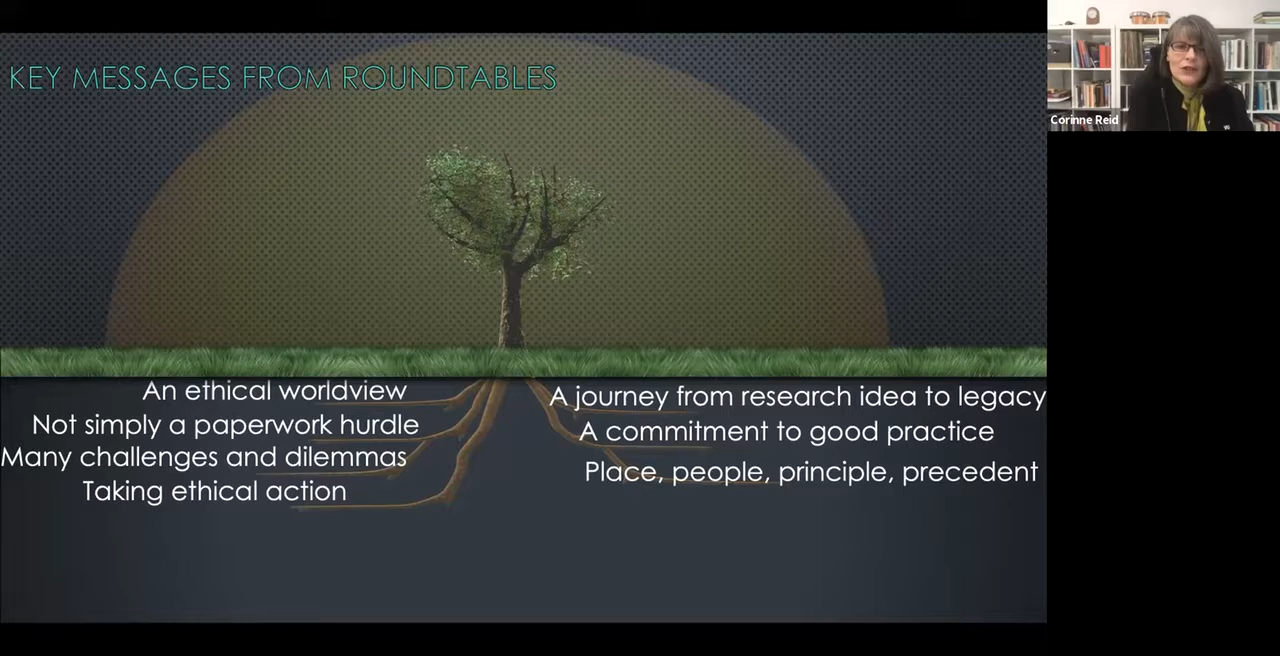 KEY MESSAGES FROM ROUNDTABLES
An ethical worldview
Not simply a paperwork hurdle
Many challenges and dilemmas
Taking ethical action
A journey from research idea to legacy
A commitment to good practice
Place, people, principle, precedent
Corinne Reid